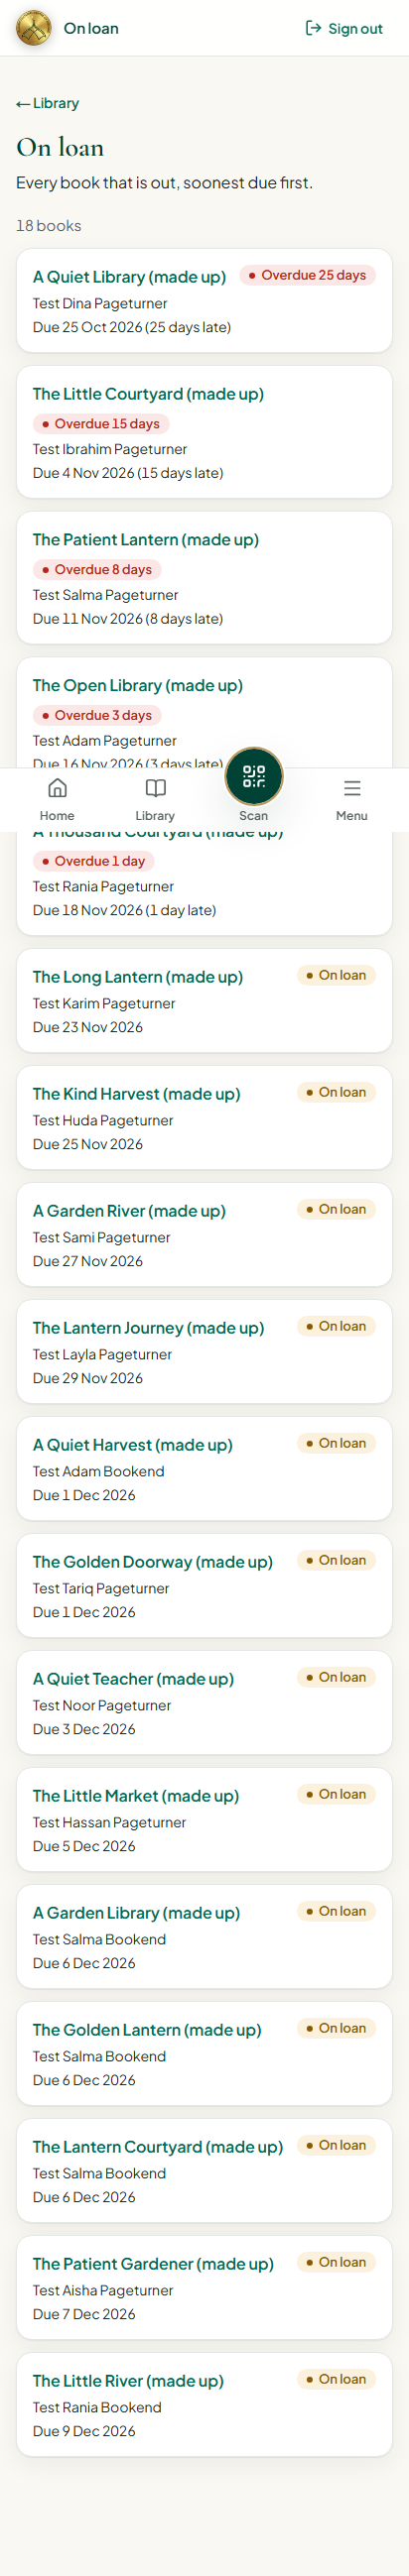 On loan
Sign out
← Library
On loan
Every book that is out, soonest due first.
18 books
A Quiet Library (made up)
Overdue 25 days
Test Dina Pageturner
Due 25 Oct 2026 (25 days late)
The Little Courtyard (made up)
Overdue 15 days
Test Ibrahim Pageturner
Due 4 Nov 2026 (15 days late)
The Patient Lantern (made up)
Overdue 8 days
Test Salma Pageturner
Due 11 Nov 2026 (8 days late)
The Open Library (made up)
Overdue 3 days
Test Adam Pageturner
Due 16 Nov 2026 (3 days late)
Home
Library
Scan
Menu
A Thousand Courtyard (made up)
Overdue 1 day
Test Rania Pageturner
Due 18 Nov 2026 (1 day late)
The Long Lantern (made up)
On loan
Test Karim Pageturner
Due 23 Nov 2026
The Kind Harvest (made up)
On loan
Test Huda Pageturner
Due 25 Nov 2026
A Garden River (made up)
On loan
Test Sami Pageturner
Due 27 Nov 2026
The Lantern Journey (made up)
On loan
Test Layla Pageturner
Due 29 Nov 2026
A Quiet Harvest (made up)
On loan
Test Adam Bookend
Due 1 Dec 2026
The Golden Doorway (made up)
On loan
Test Tariq Pageturner
Due 1 Dec 2026
A Quiet Teacher (made up)
On loan
Test Noor Pageturner
Due 3 Dec 2026
The Little Market (made up)
On loan
Test Hassan Pageturner
Due 5 Dec 2026
A Garden Library (made up)
On loan
Test Salma Bookend
Due 6 Dec 2026
The Golden Lantern (made up)
On loan
Test Salma Bookend
Due 6 Dec 2026
The Lantern Courtyard (made up)
On loan
Test Salma Bookend
Due 6 Dec 2026
The Patient Gardener (made up)
On loan
Test Aisha Pageturner
Due 7 Dec 2026
The Little River (made up)
On loan
Test Rania Bookend
Due 9 Dec 2026